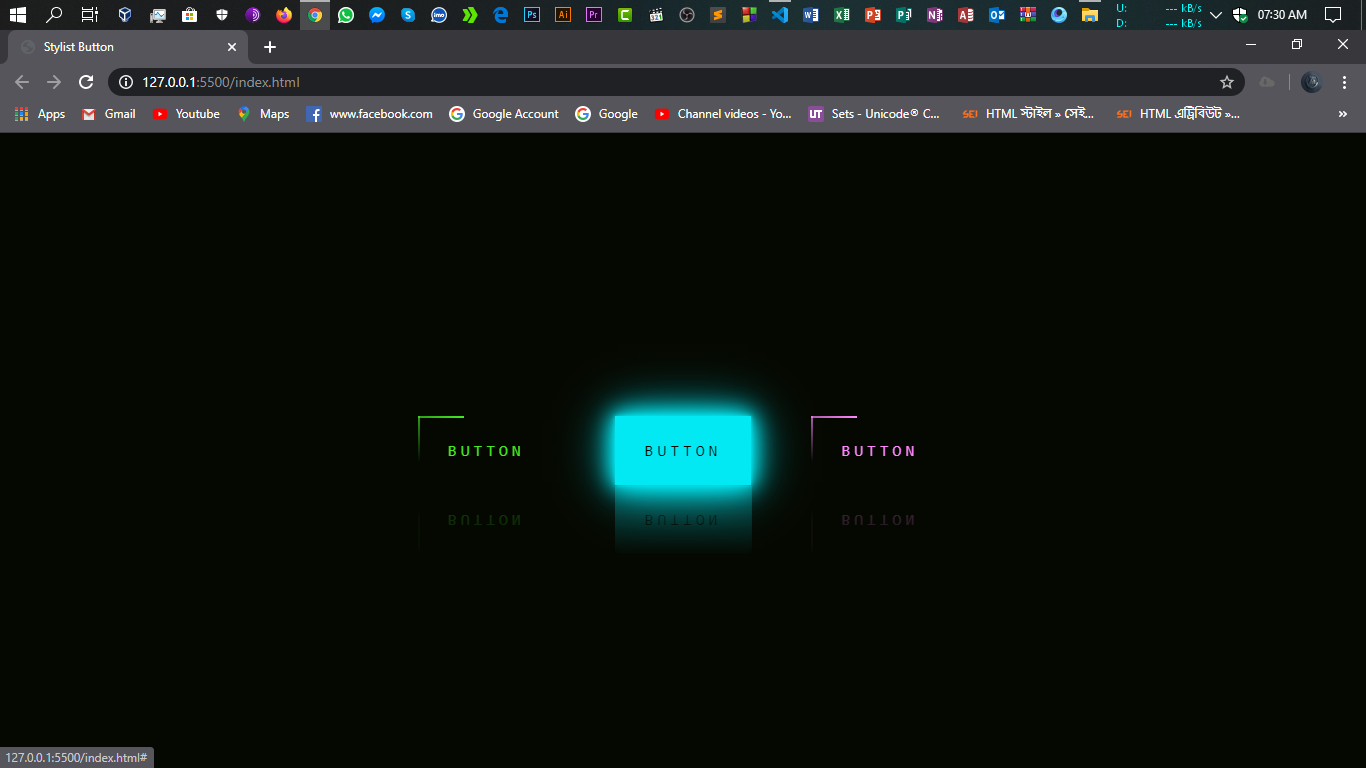 U: --- kB/s
D: --- kB/s
07:30 AM
Stylist Button
127.0.0.1:5500/index.html
Apps Gmail Youtube Maps www.facebook.com Google Account Google Channel videos - Yo... Sets - Unicode® C... SEI HTML স্টাইল » সেই... SEI HTML এট্রিবিউট »... »
BUTTON BUTTON BUTTON
BUTTON BUTTON BUTTON
127.0.0.1:5500/index.html#